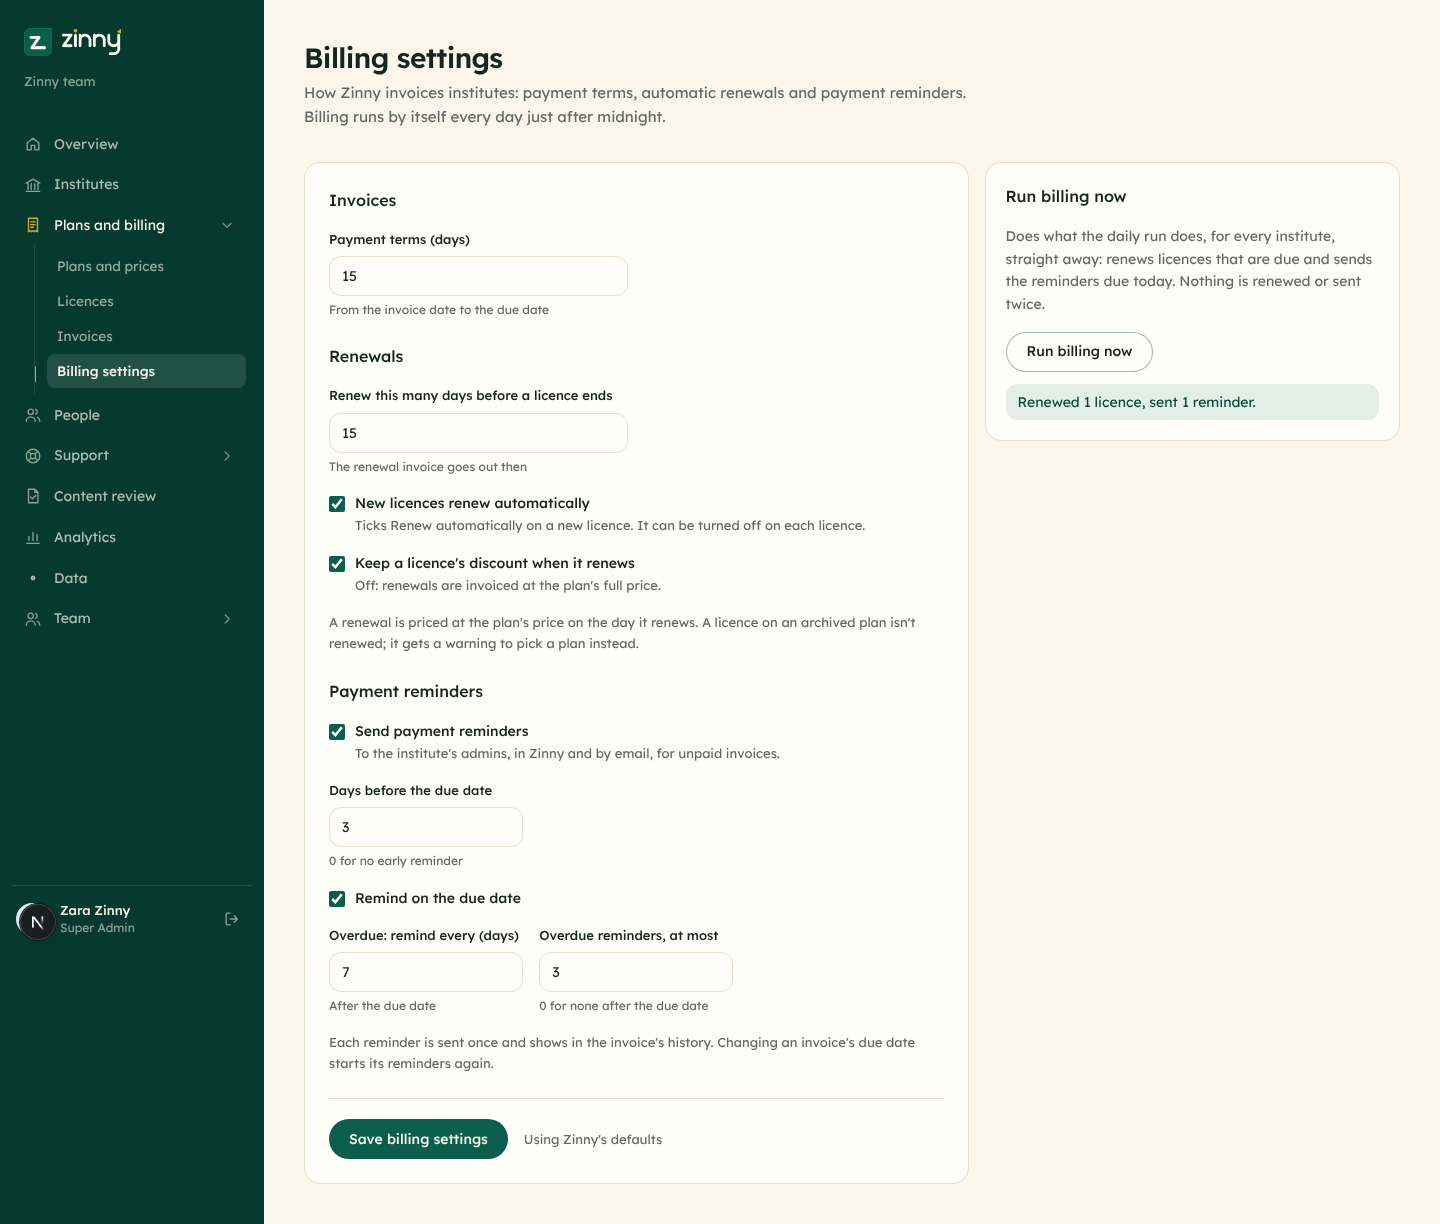 zinny
Zinny team
Overview
Institutes
Plans and billing
Plans and prices
Licences
Invoices
Billing settings
People
Support
Content review
Analytics
Data
Team
Zara Zinny
Super Admin
N
Billing settings
How Zinny invoices institutes: payment terms, automatic renewals and payment reminders.
Billing runs by itself every day just after midnight.
Invoices
Payment terms (days)
15
From the invoice date to the due date
Renewals
Renew this many days before a licence ends
15
The renewal invoice goes out then
New licences renew automatically
Ticks Renew automatically on a new licence. It can be turned off on each licence.
Keep a licence's discount when it renews
Off: renewals are invoiced at the plan's full price.
A renewal is priced at the plan's price on the day it renews. A licence on an archived plan isn't
renewed; it gets a warning to pick a plan instead.
Payment reminders
Send payment reminders
To the institute's admins, in Zinny and by email, for unpaid invoices.
Days before the due date
3
0 for no early reminder
Remind on the due date
Overdue: remind every (days)
7
After the due date
Overdue reminders, at most
3
0 for none after the due date
Each reminder is sent once and shows in the invoice's history. Changing an invoice's due date
starts its reminders again.
Save billing settings
Using Zinny's defaults
Run billing now
Does what the daily run does, for every institute,
straight away: renews licences that are due and sends
the reminders due today. Nothing is renewed or sent
twice.
Run billing now
Renewed 1 licence, sent 1 reminder.